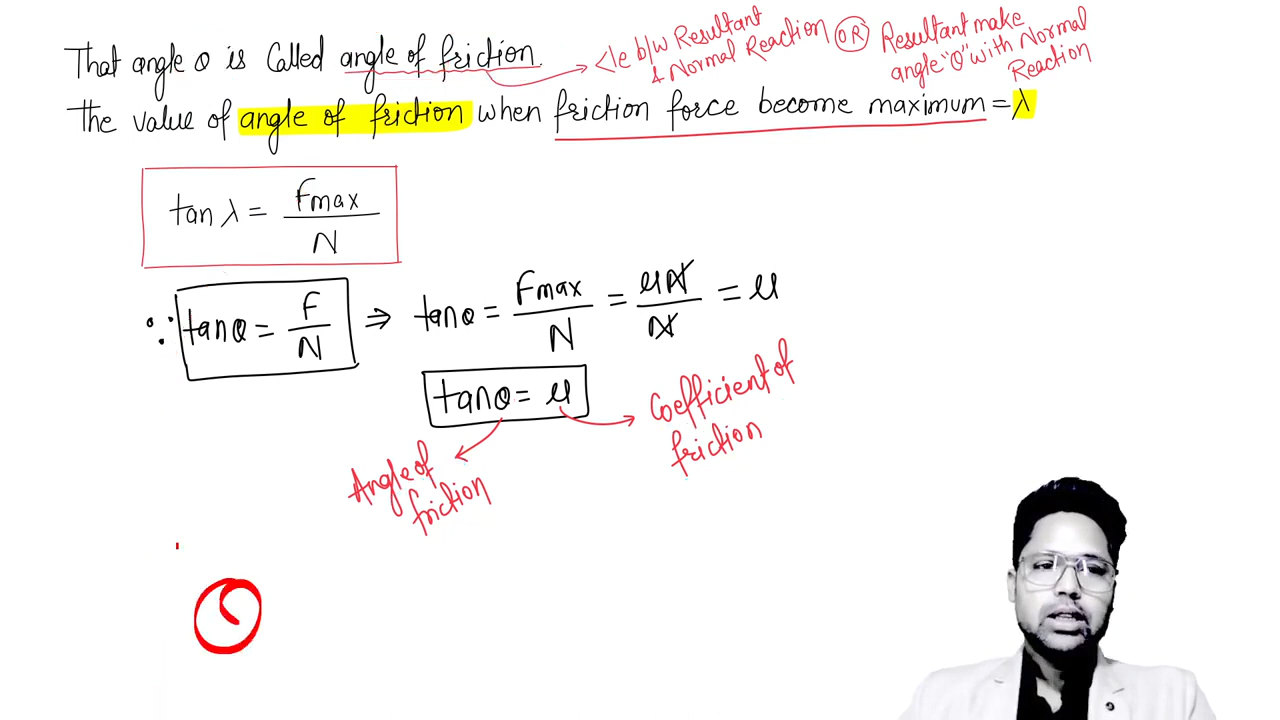 That angle θ is called angle of friction.
<le b/w Resultant
& Normal Reaction
OR
Resultant make
angle "θ" with Normal
Reaction
The value of angle of friction when friction force become maximum = λ
tan λ = Fmax / N
∵ tanθ = F / N ⇒ tanθ = Fmax / N = μN / N = μ
tanθ = μ
Coefficient of
friction
Angle of
friction